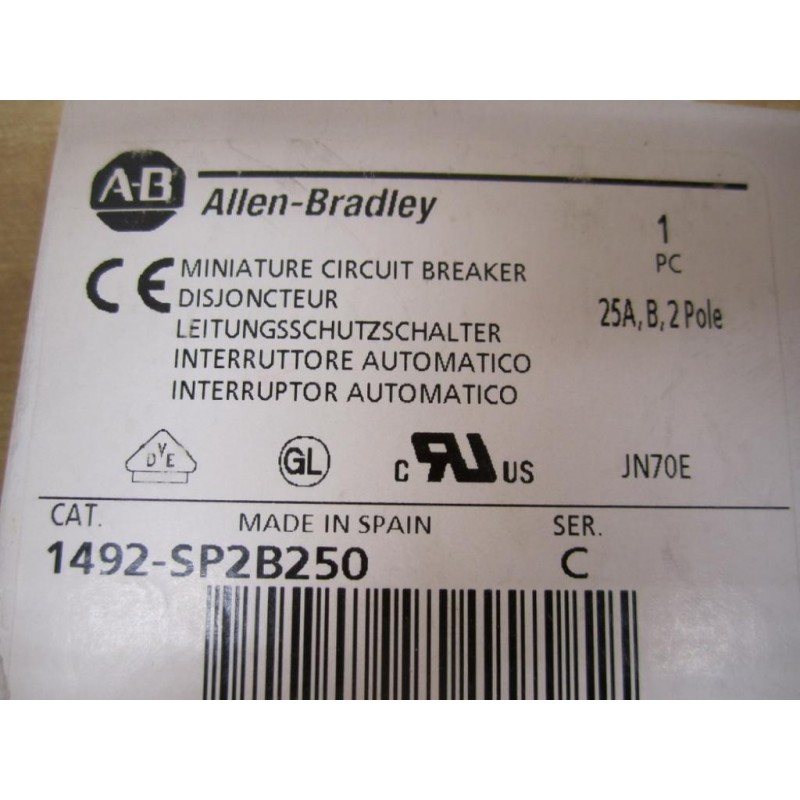 A-B
Allen-Bradley
1
PC
CE
MINIATURE CIRCUIT BREAKER
DISJONCTEUR
LEITUNGSSCHUTZSCHALTER
INTERRUTTORE AUTOMATICO
INTERRUPTOR AUTOMATICO
25A, B, 2 Pole
DVE
GL
C RU US
JN70E
CAT.
MADE IN SPAIN
SER.
1492-SP2B250
C